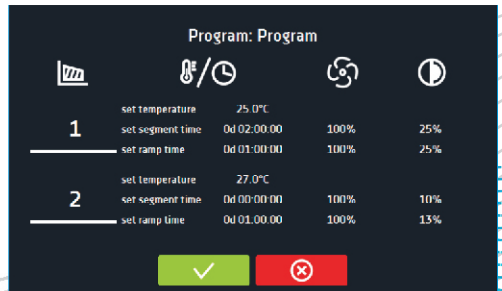 Program: Program
set temperature 25.0°C
1 set segment time 0d 02:00:00 100% 25%
set ramp time 0d 01:00:00 100% 25%
set temperature 27.0°C
2 set segment time 0d 00:00:00 100% 10%
set ramp time 0d 01:00:00 100% 13%